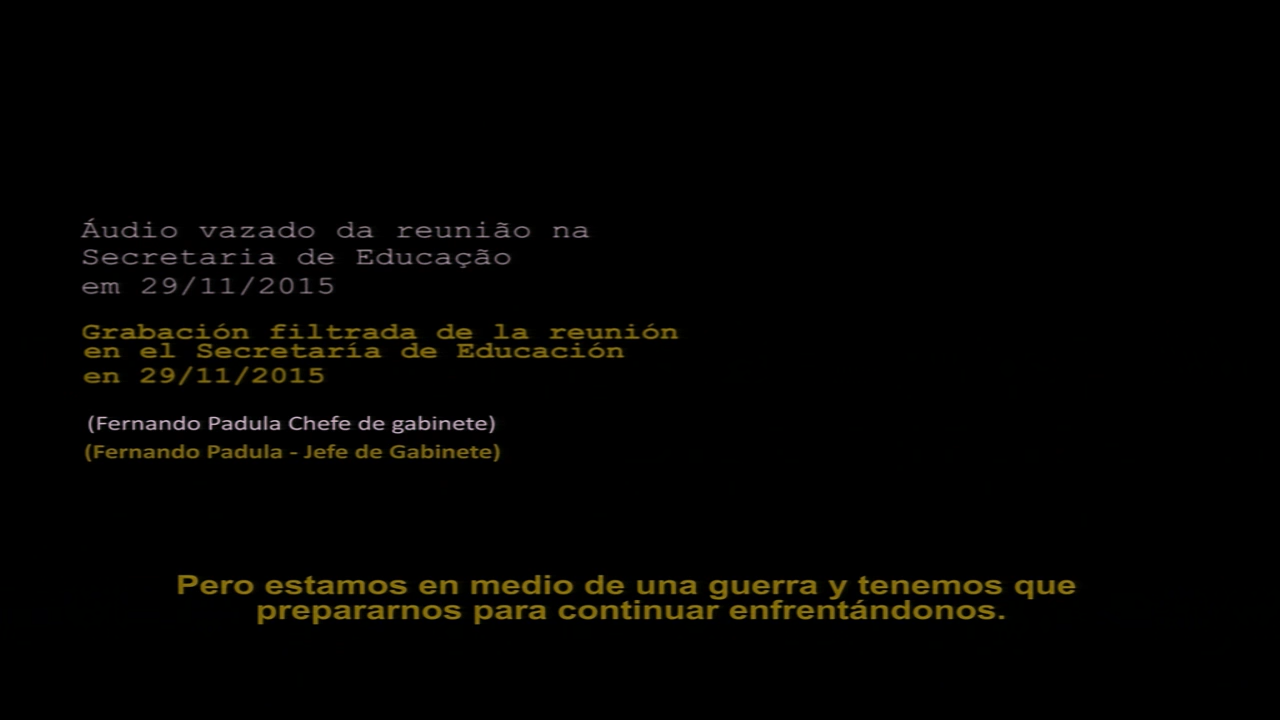 Áudio vazado da reunião na
Secretaria de Educação
em 29/11/2015
Grabación filtrada de la reunión
en el Secretaría de Educación
en 29/11/2015
(Fernando Padula Chefe de gabinete)
(Fernando Padula - Jefe de Gabinete)
Pero estamos en medio de una guerra y tenemos que
prepararnos para continuar enfrentándonos.